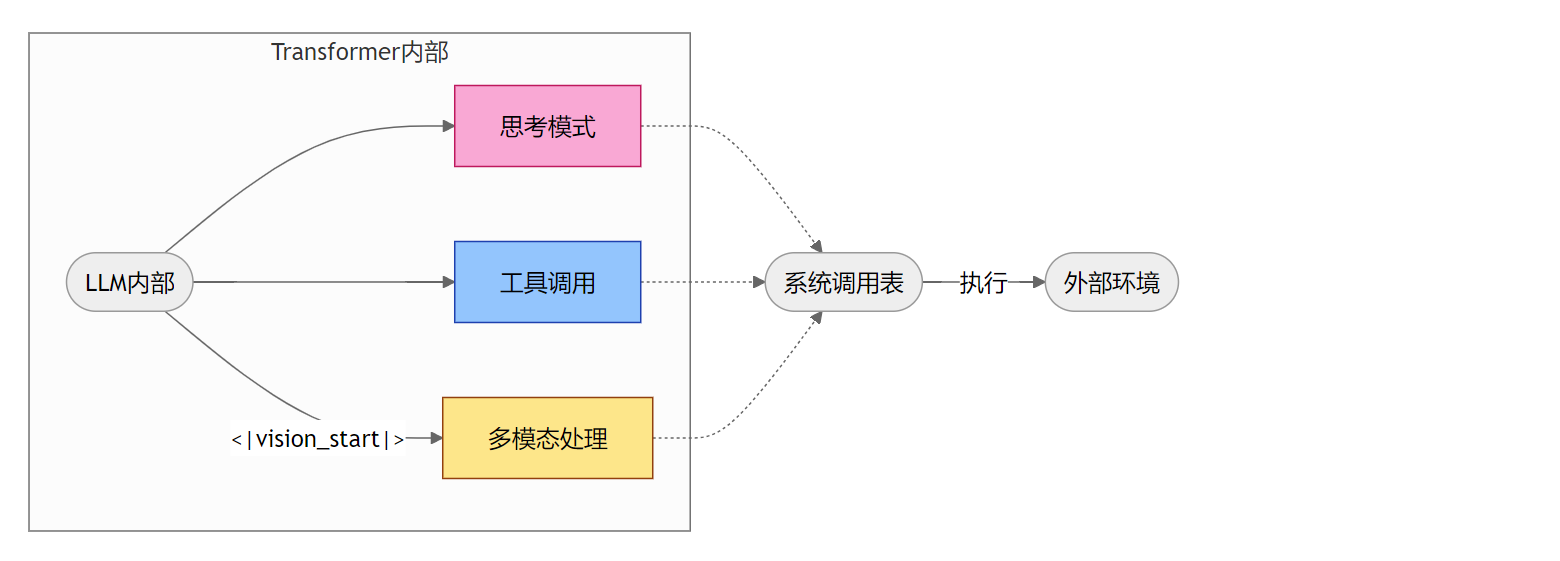 Transformer内部
思考模式
LLM内部
工具调用
系统调用表
执行
外部环境
<|vision_start|>
多模态处理